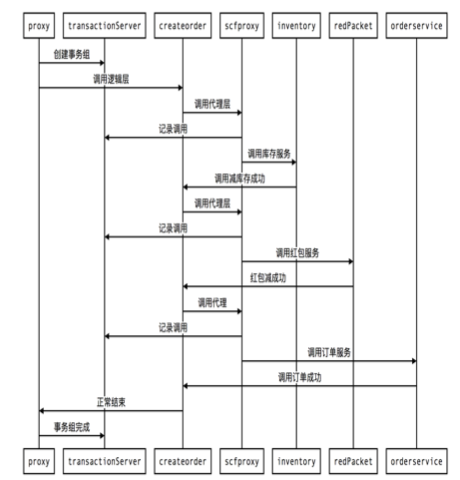 proxy transactionServer createorder scfproxy inventory redPacket orderservice
创建事务组
调用逻辑层
调用代理层
记录调用
调用库存服务
调用减库存成功
调用代理层
记录调用
调用红包服务
红包减成功
调用代理
记录调用
调用订单服务
调用订单成功
正常结束
事务组完成
proxy transactionServer createorder scfproxy inventory redPacket orderservice